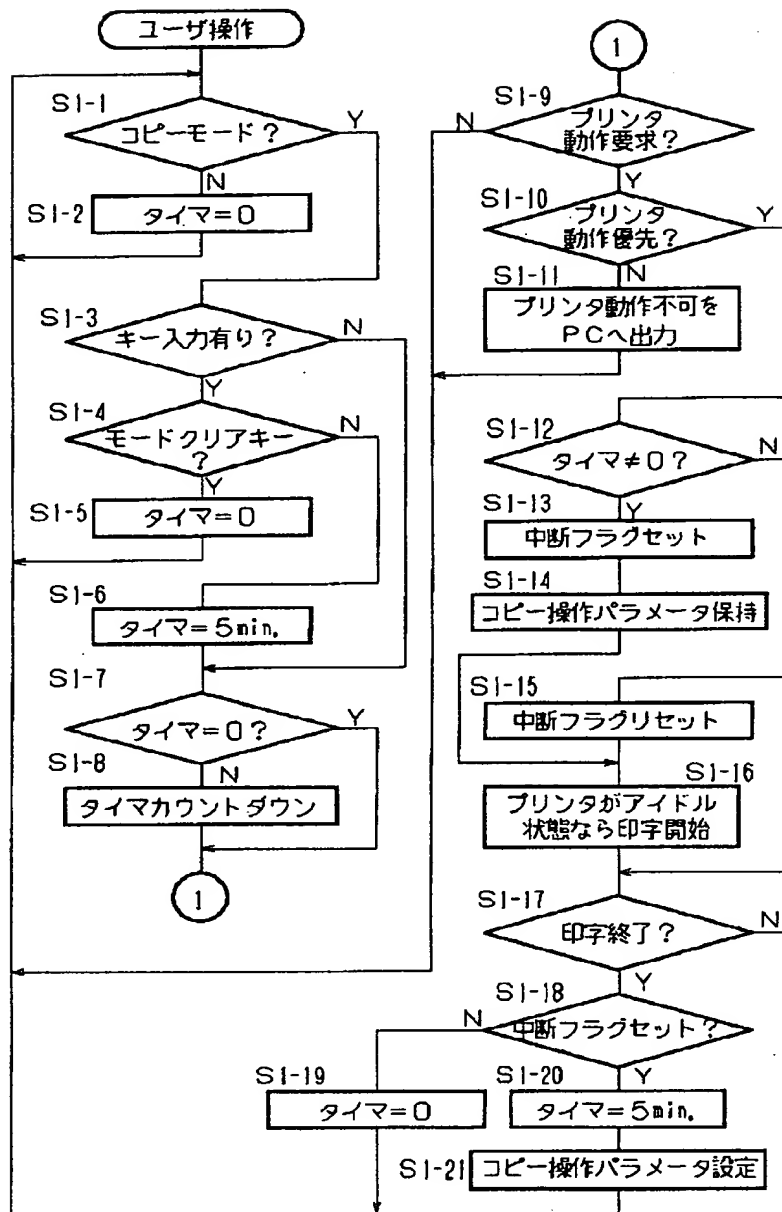 ユーザ操作
S1-1
コピーモード?
Y
N
S1-2
タイマ=0
S1-3
キー入力有り?
N
Y
S1-4
モードクリアキー
?
N
Y
S1-5
タイマ=0
S1-6
タイマ=5min.
S1-7
タイマ=0?
Y
S1-8
N
タイマカウントダウン
1
1
S1-9
プリンタ
動作要求?
N
Y
S1-10
プリンタ
動作優先?
Y
S1-11
N
プリンタ動作不可を
PCへ出力
S1-12
タイマ≠0?
N
S1-13
Y
中断フラグセット
S1-14
コピー操作パラメータ保持
S1-15
中断フラグリセット
S1-16
プリンタがアイドル
状態なら印字開始
S1-17
印字終了?
N
Y
S1-18
中断フラグセット?
N
Y
S1-19
タイマ=0
S1-20
タイマ=5min.
S1-21
コピー操作パラメータ設定